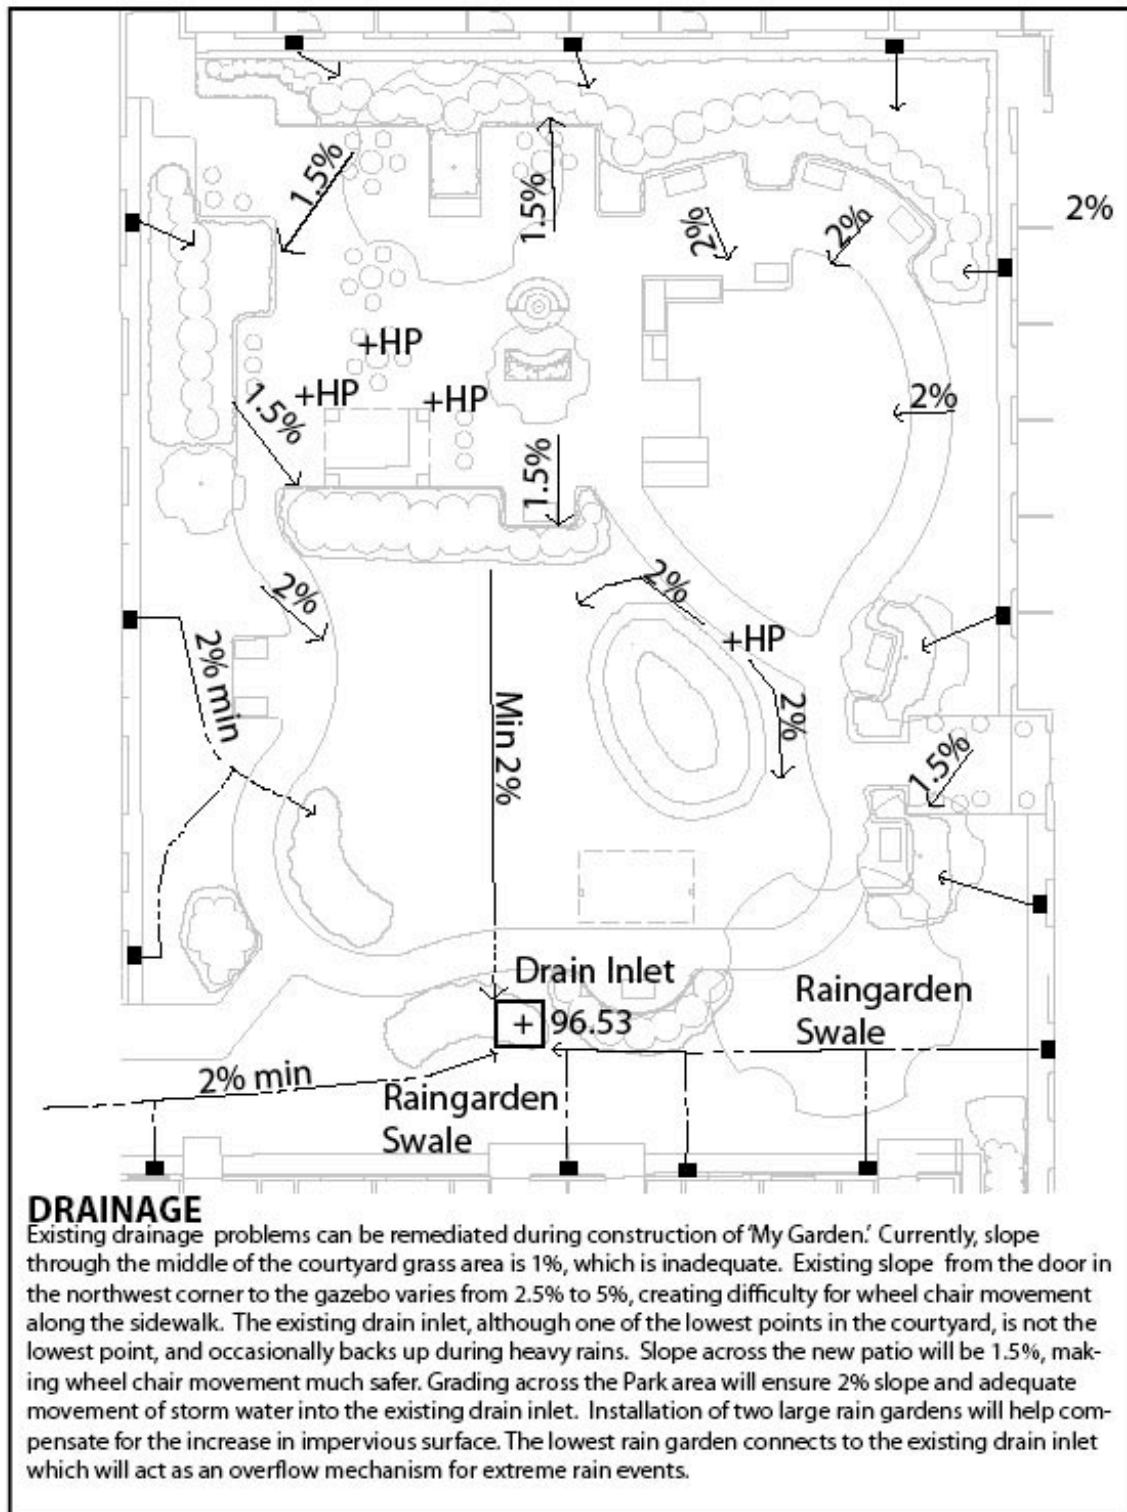 1.5%
1.5%
2%
2%
2%
+HP
+HP
+HP
2%
1.5%
1.5%
2%
2%
+HP
2% min
Min 2%
2%
1.5%
Drain Inlet
+ 96.53
Raingarden
Swale
2% min
Raingarden
Swale
DRAINAGE
Existing drainage problems can be remediated during construction of 'My Garden.' Currently, slope
through the middle of the courtyard grass area is 1%, which is inadequate. Existing slope from the door in
the northwest corner to the gazebo varies from 2.5% to 5%, creating difficulty for wheel chair movement
along the sidewalk. The existing drain inlet, although one of the lowest points in the courtyard, is not the
lowest point, and occasionally backs up during heavy rains. Slope across the new patio will be 1.5%, mak-
ing wheel chair movement much safer. Grading across the Park area will ensure 2% slope and adequate
movement of storm water into the existing drain inlet. Installation of two large rain gardens will help com-
pensate for the increase in impervious surface. The lowest rain garden connects to the existing drain inlet
which will act as an overflow mechanism for extreme rain events.